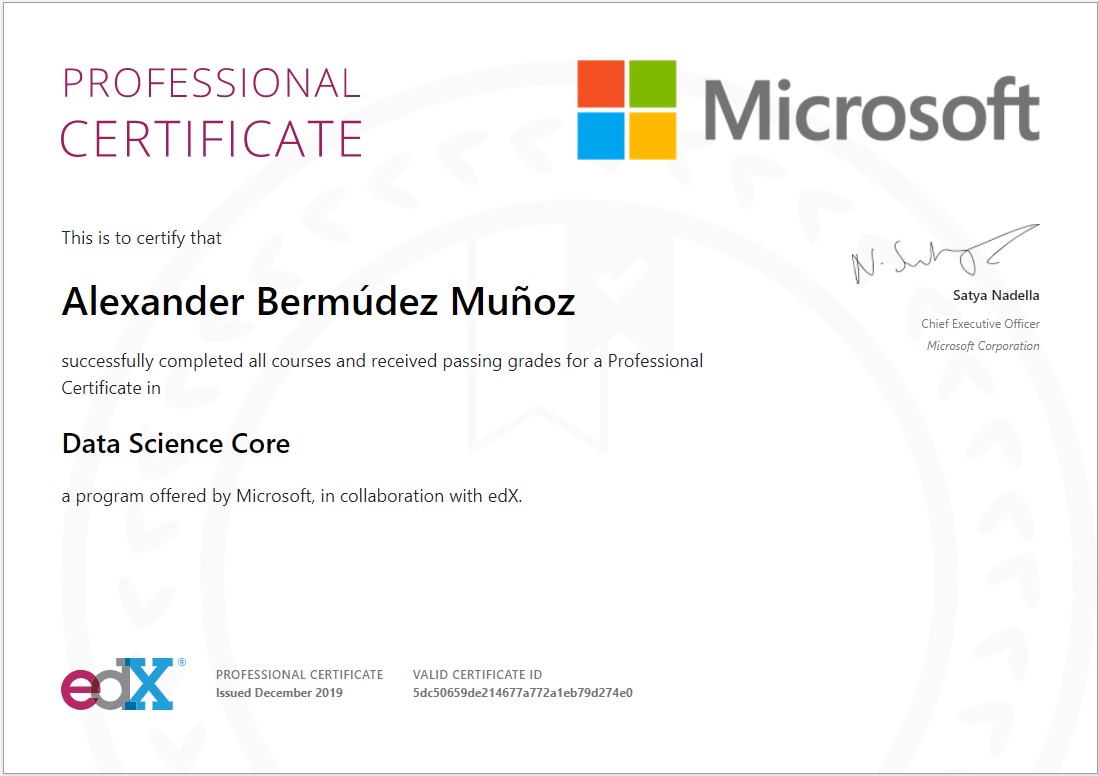 PROFESSIONAL
CERTIFICATE
Microsoft
This is to certify that
Alexander Bermúdez Muñoz
successfully completed all courses and received passing grades for a Professional
Certificate in
Data Science Core
a program offered by Microsoft, in collaboration with edX.
N. Satya
Satya Nadella
Chief Executive Officer
Microsoft Corporation
edX®
PROFESSIONAL CERTIFICATE
Issued December 2019
VALID CERTIFICATE ID
5dc50659de214677a772a1eb79d274e0